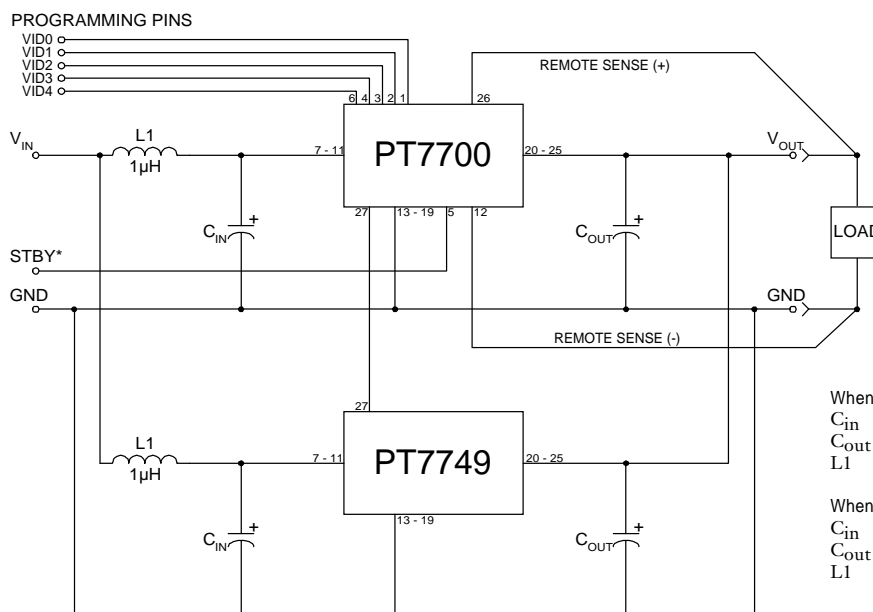 PROGRAMMING PINS
VID0
VID1
VID2
VID3
VID4
6 4 3 2 1
26
REMOTE SENSE (+)
VIN
L1
1µH
7 - 11
PT7700
20 - 25
VOUT
27
13 - 19
5
12
CIN
+
COUT
+
LOAD
STBY*
GND
GND
REMOTE SENSE (-)
27
L1
1µH
7 - 11
PT7749
20 - 25
13 - 19
CIN
+
COUT
+
When
Cin
Cout
L1
When
Cin
Cout
L1